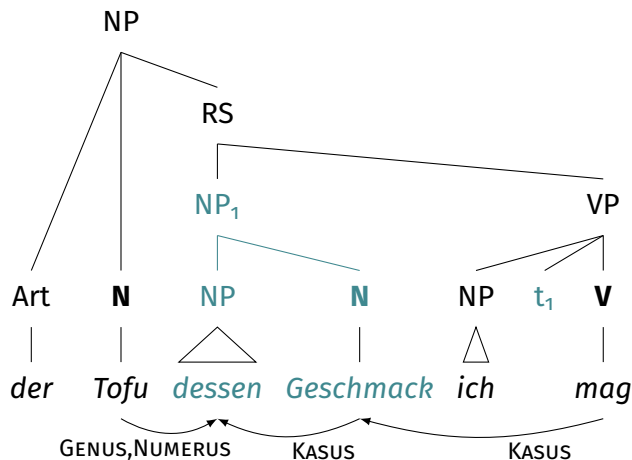 NP
RS
NP₁ VP
Art N NP N NP t₁ V
der Tofu dessen Geschmack ich mag
GENUS,NUMERUS KASUS KASUS